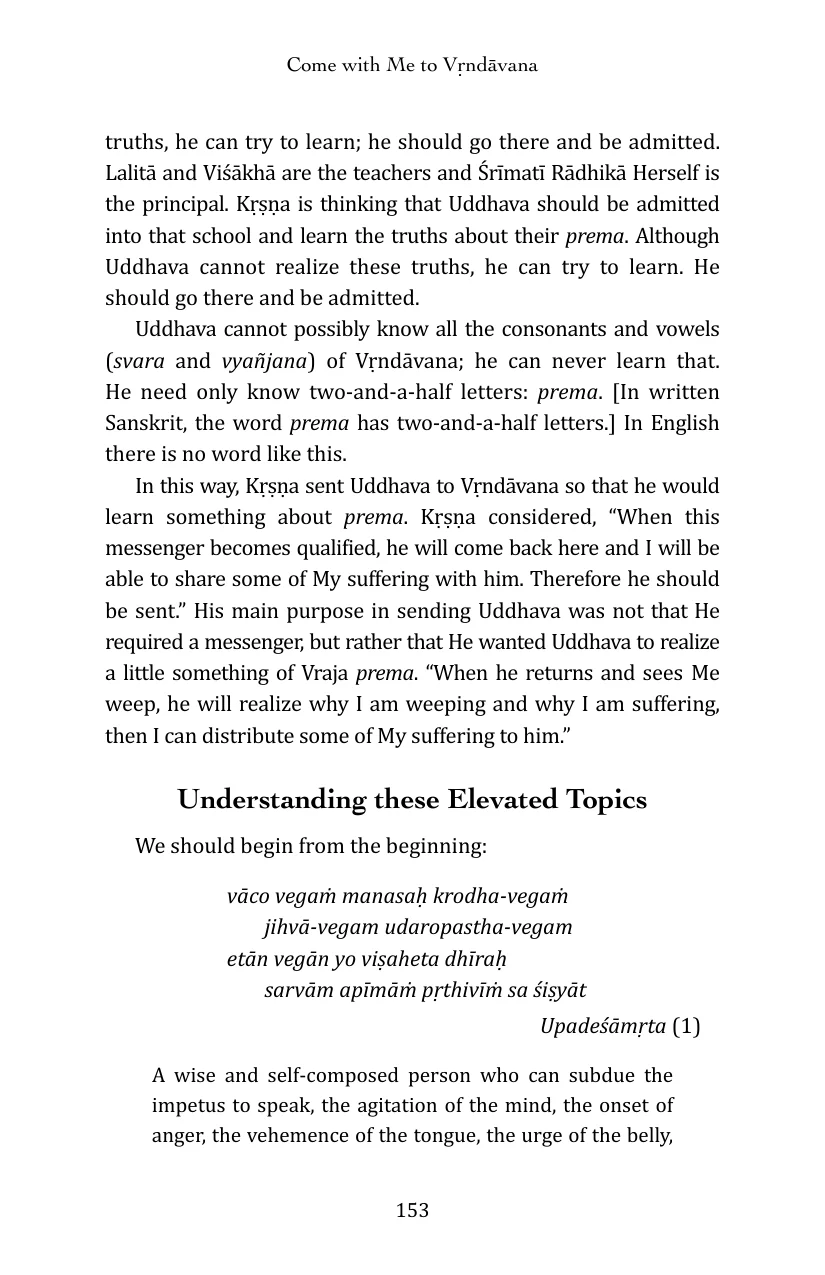 Come with Me to Vṛndāvana
truths, he can try to learn; he should go there and be admitted.
Lalitā and Viśākhā are the teachers and Śrīmatī Rādhikā Herself is
the principal. Kṛṣṇa is thinking that Uddhava should be admitted
into that school and learn the truths about their prema. Although
Uddhava cannot realize these truths, he can try to learn. He
should go there and be admitted.
Uddhava cannot possibly know all the consonants and vowels
(svara and vyañjana) of Vṛndāvana; he can never learn that.
He need only know two-and-a-half letters: prema. [In written
Sanskrit, the word prema has two-and-a-half letters.] In English
there is no word like this.
In this way, Kṛṣṇa sent Uddhava to Vṛndāvana so that he would
learn something about prema. Kṛṣṇa considered, “When this
messenger becomes qualified, he will come back here and I will be
able to share some of My suffering with him. Therefore he should
be sent.” His main purpose in sending Uddhava was not that He
required a messenger, but rather that He wanted Uddhava to realize
a little something of Vraja prema. “When he returns and sees Me
weep, he will realize why I am weeping and why I am suffering,
then I can distribute some of My suffering to him.”
Understanding these Elevated Topics
We should begin from the beginning:
vāco vegaṁ manasaḥ krodha-vegaṁ
jihvā-vegam udaropastha-vegam
etān vegān yo viṣaheta dhīraḥ
sarvām apīmāṁ pṛthivīṁ sa śiṣyāt
Upadeśāmṛta (1)
A wise and self-composed person who can subdue the
impetus to speak, the agitation of the mind, the onset of
anger, the vehemence of the tongue, the urge of the belly,
153